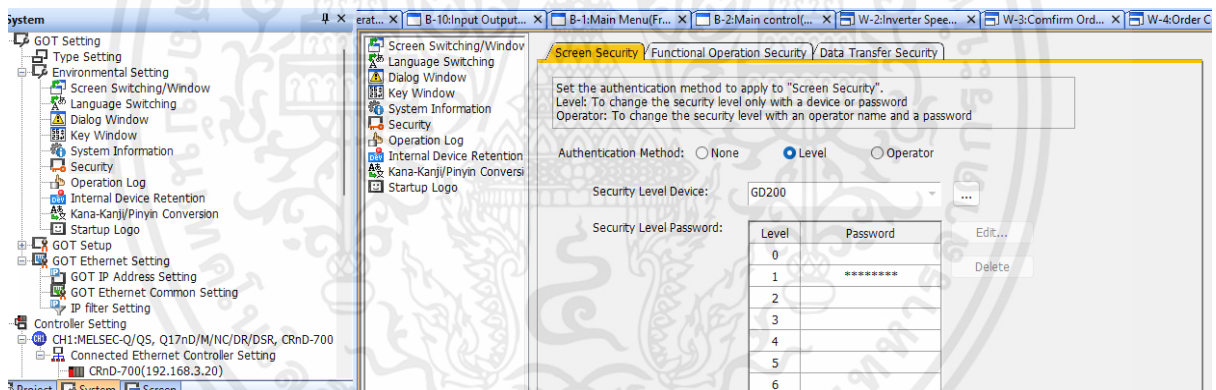 System
GOT Setting
Type Setting
Environmental Setting
Screen Switching/Window
Language Switching
Dialog Window
Key Window
System Information
Security
Operation Log
Internal Device Retention
Kana-Kanji/Pinyin Conversion
Startup Logo
GOT Setup
GOT Ethernet Setting
GOT IP Address Setting
GOT Ethernet Common Setting
IP filter Setting
Controller Setting
CH1:MELSEC-Q/QS, Q17nD/M/NC/DR/DSR, CRnD-700
Connected Ethernet Controller Setting
CRnD-700(192.168.3.20)
Project System Screen
erat... B-10:Input Output... B-1:Main Menu(Fr... B-2:Main control(... W-2:Inverter Spee... W-3:Comfirm Ord... W-4:Order C
Screen Switching/Windov
Language Switching
Dialog Window
Key Window
System Information
Security
Operation Log
Internal Device Retention
Kana-Kanji/Pinyin Conversi
Startup Logo
Screen Security Functional Operation Security Data Transfer Security
Set the authentication method to apply to "Screen Security".
Level: To change the security level only with a device or password
Operator: To change the security level with an operator name and a password
Authentication Method: None Level Operator
Security Level Device: GD200 ...
Security Level Password: Level Password Edit...
0
Delete
1 ********
2
3
4
5
6